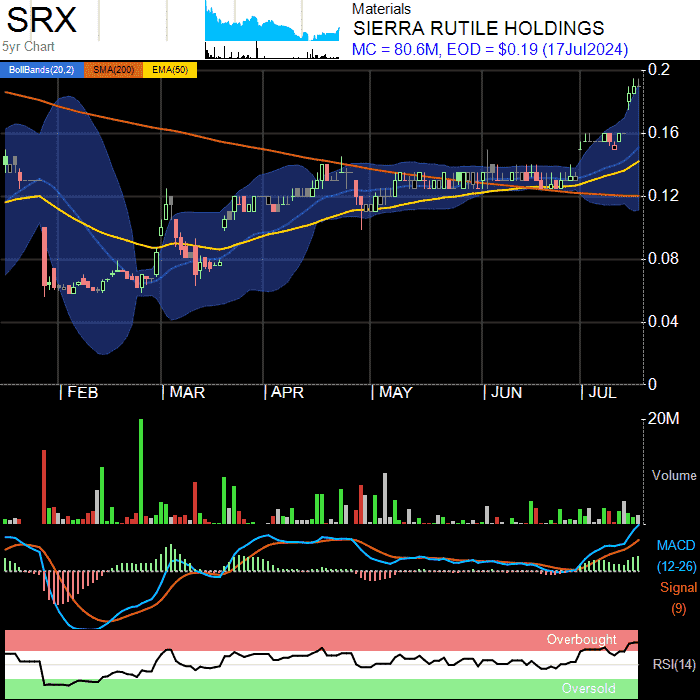 SRX
5yr Chart
Materials
SIERRA RUTILE HOLDINGS
MC = 80.6M, EOD = $0.19 (17Jul2024)
BollBands(20,2) SMA(200) EMA(50)
0.2
0.16
0.12
0.08
0.04
0
FEB MAR APR MAY JUN JUL
20M
Volume
MACD
(12-26)
Signal
(9)
Overbought
RSI(14)
Oversold